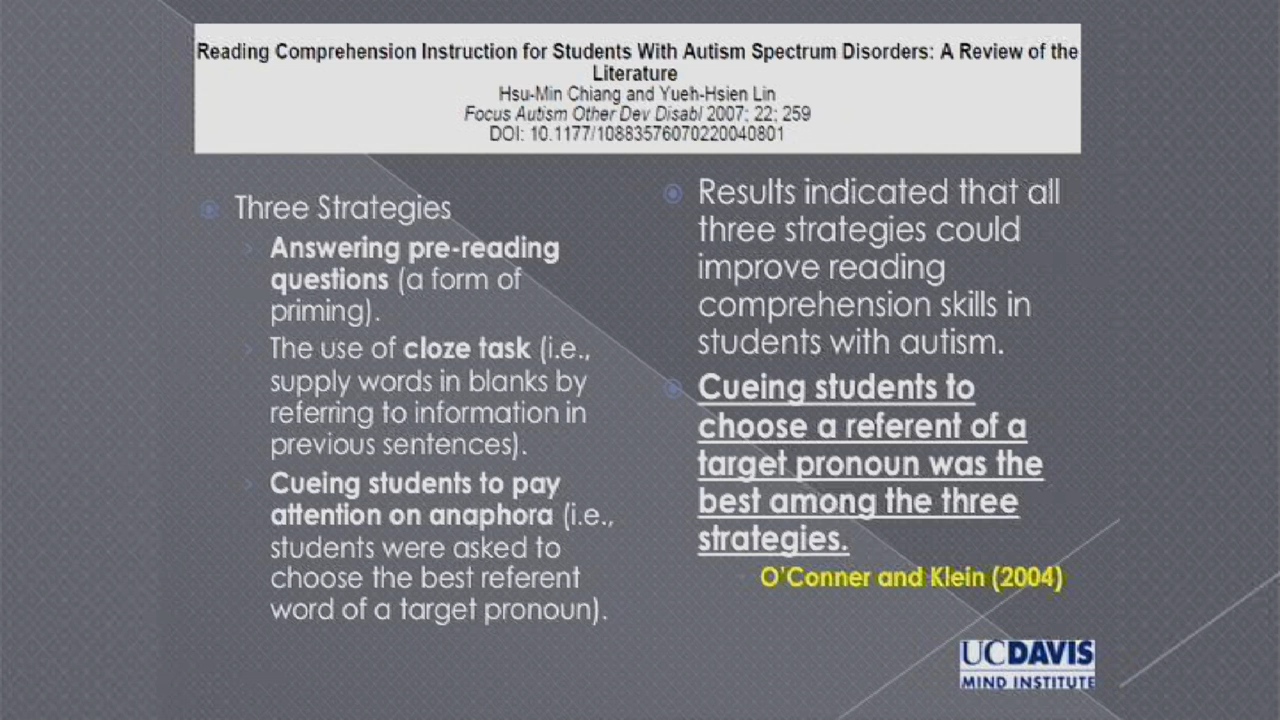 Reading Comprehension Instruction for Students With Autism Spectrum Disorders: A Review of the
Literature
Hsu-Min Chiang and Yueh-Hsien Lin
Focus Autism Other Dev Disabl 2007; 22; 259
DOI: 10.1177/10883576070220040801
Three Strategies
Answering pre-reading
questions (a form of
priming).
The use of cloze task (i.e.,
supply words in blanks by
referring to information in
previous sentences).
Cueing students to pay
attention on anaphora (i.e.,
students were asked to
choose the best referent
word of a target pronoun).
Results indicated that all
three strategies could
improve reading
comprehension skills in
students with autism.
Cueing students to
choose a referent of a
target pronoun was the
best among the three
strategies.
O'Conner and Klein (2004)
UCDAVIS
MIND INSTITUTE